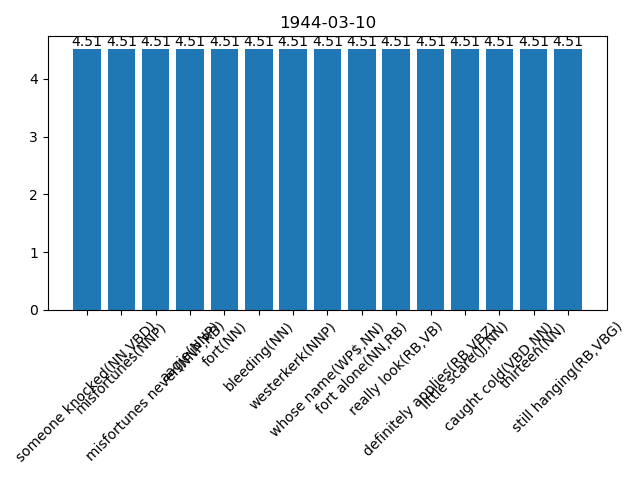 1944-03-10
4.51 4.51 4.51 4.51 4.51 4.51 4.51 4.51 4.51 4.51 4.51 4.51 4.51 4.51 4.51
4
3
2
1
0
someone knocked(NN,VBD)
misfortunes(NNP)
misfortunes never(NNP,RB)
fort(NN)
bleeding(NN)
westerkerk(NNP)
whose name(WP$,NN)
fort alone(NN,RB)
really look(RB,VB)
definitely applies(RB,VBZ)
little scare(JJ,NN)
caught cold(VBD,NN)
thirteen(NN)
still hanging(RB,VBG)